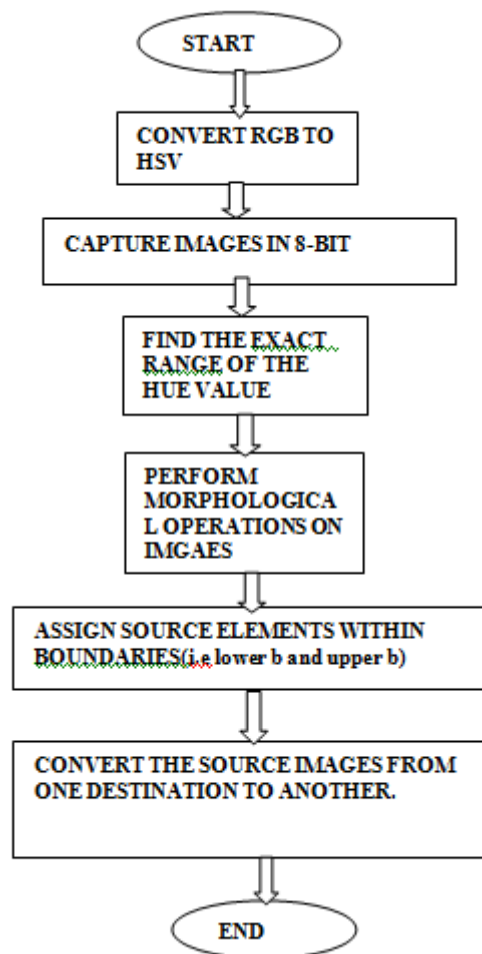 START
CONVERT RGB TO
HSV
CAPTURE IMAGES IN 8-BIT
FIND THE EXACT
RANGE OF THE
HUE VALUE
PERFORM
MORPHOLOGICA
L OPERATIONS ON
IMGAES
ASSIGN SOURCE ELEMENTS WITHIN
BOUNDARIES(i.e lower b and upper b)
CONVERT THE SOURCE IMAGES FROM
ONE DESTINATION TO ANOTHER.
END